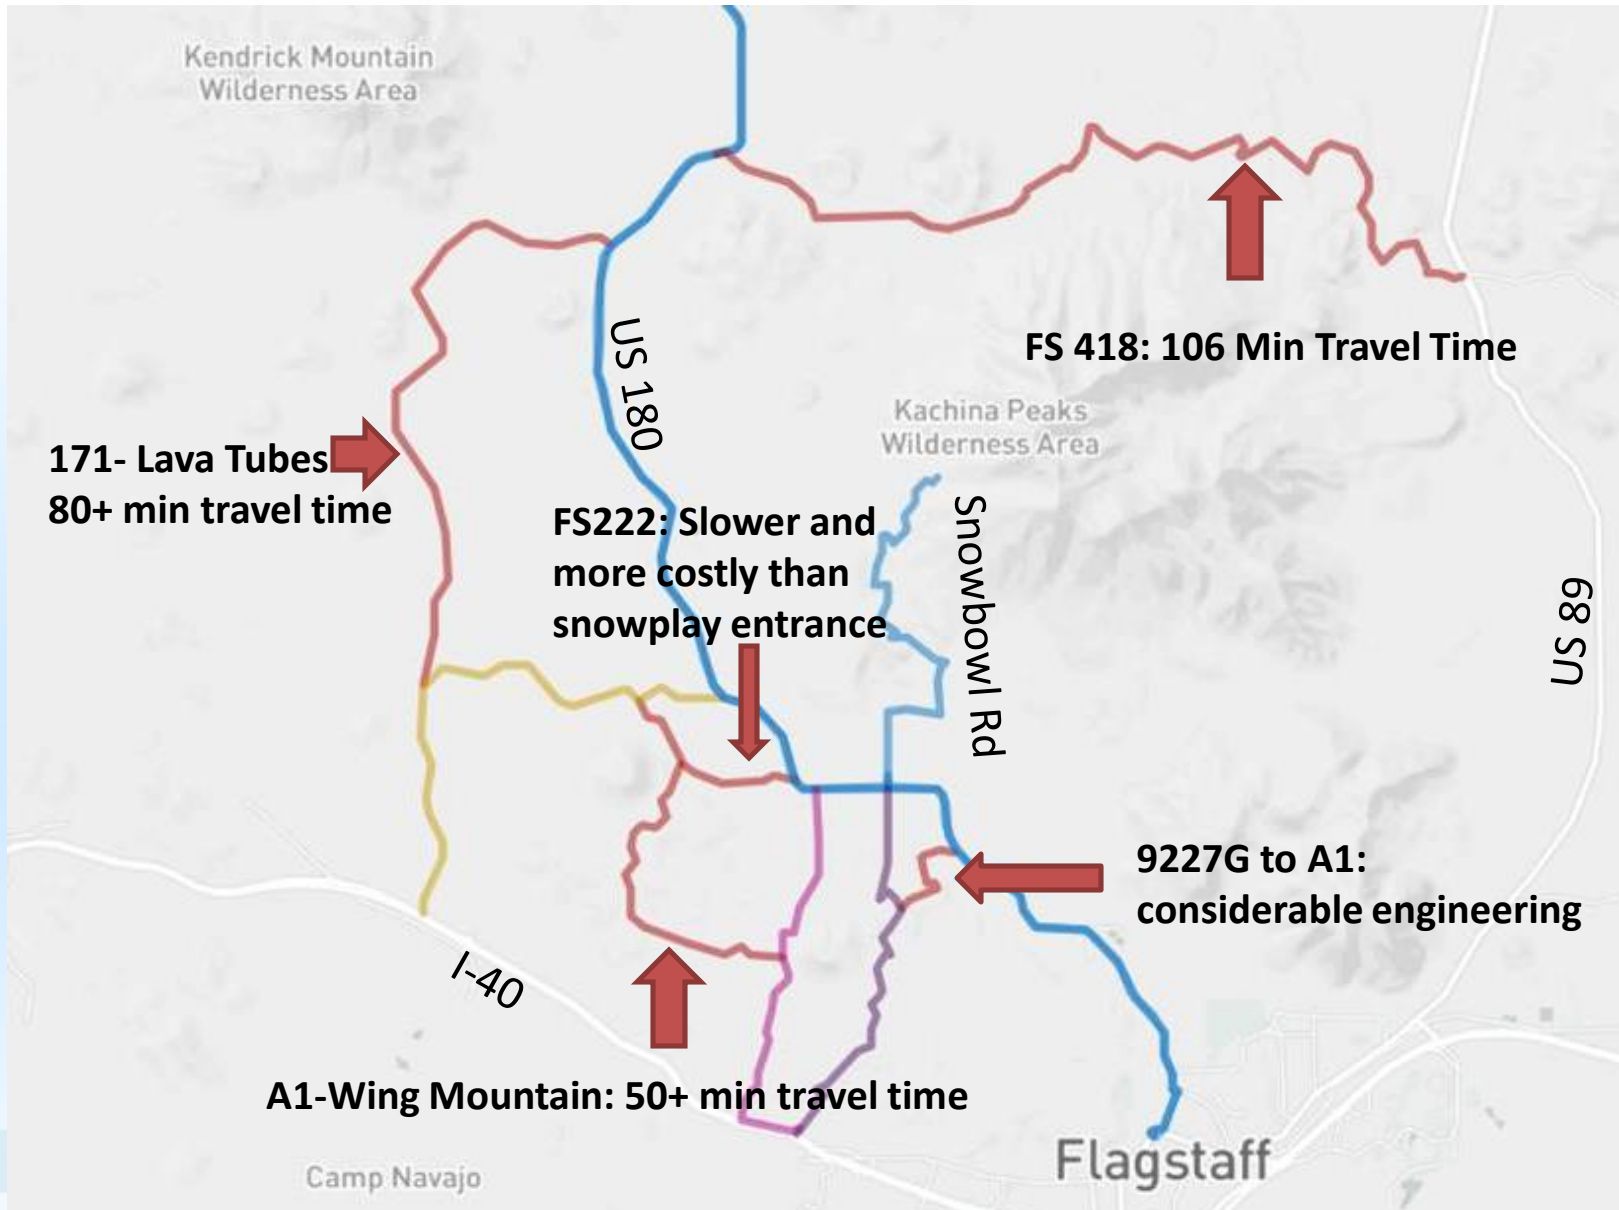 Kendrick Mountain
Wilderness Area
FS 418: 106 Min Travel Time
US 180
Kachina Peaks
Wilderness Area
171- Lava Tubes
80+ min travel time
FS222: Slower and
more costly than
snowplay entrance
Snowbowl Rd
US 89
9227G to A1:
considerable engineering
I-40
A1-Wing Mountain: 50+ min travel time
Flagstaff
Camp Navajo